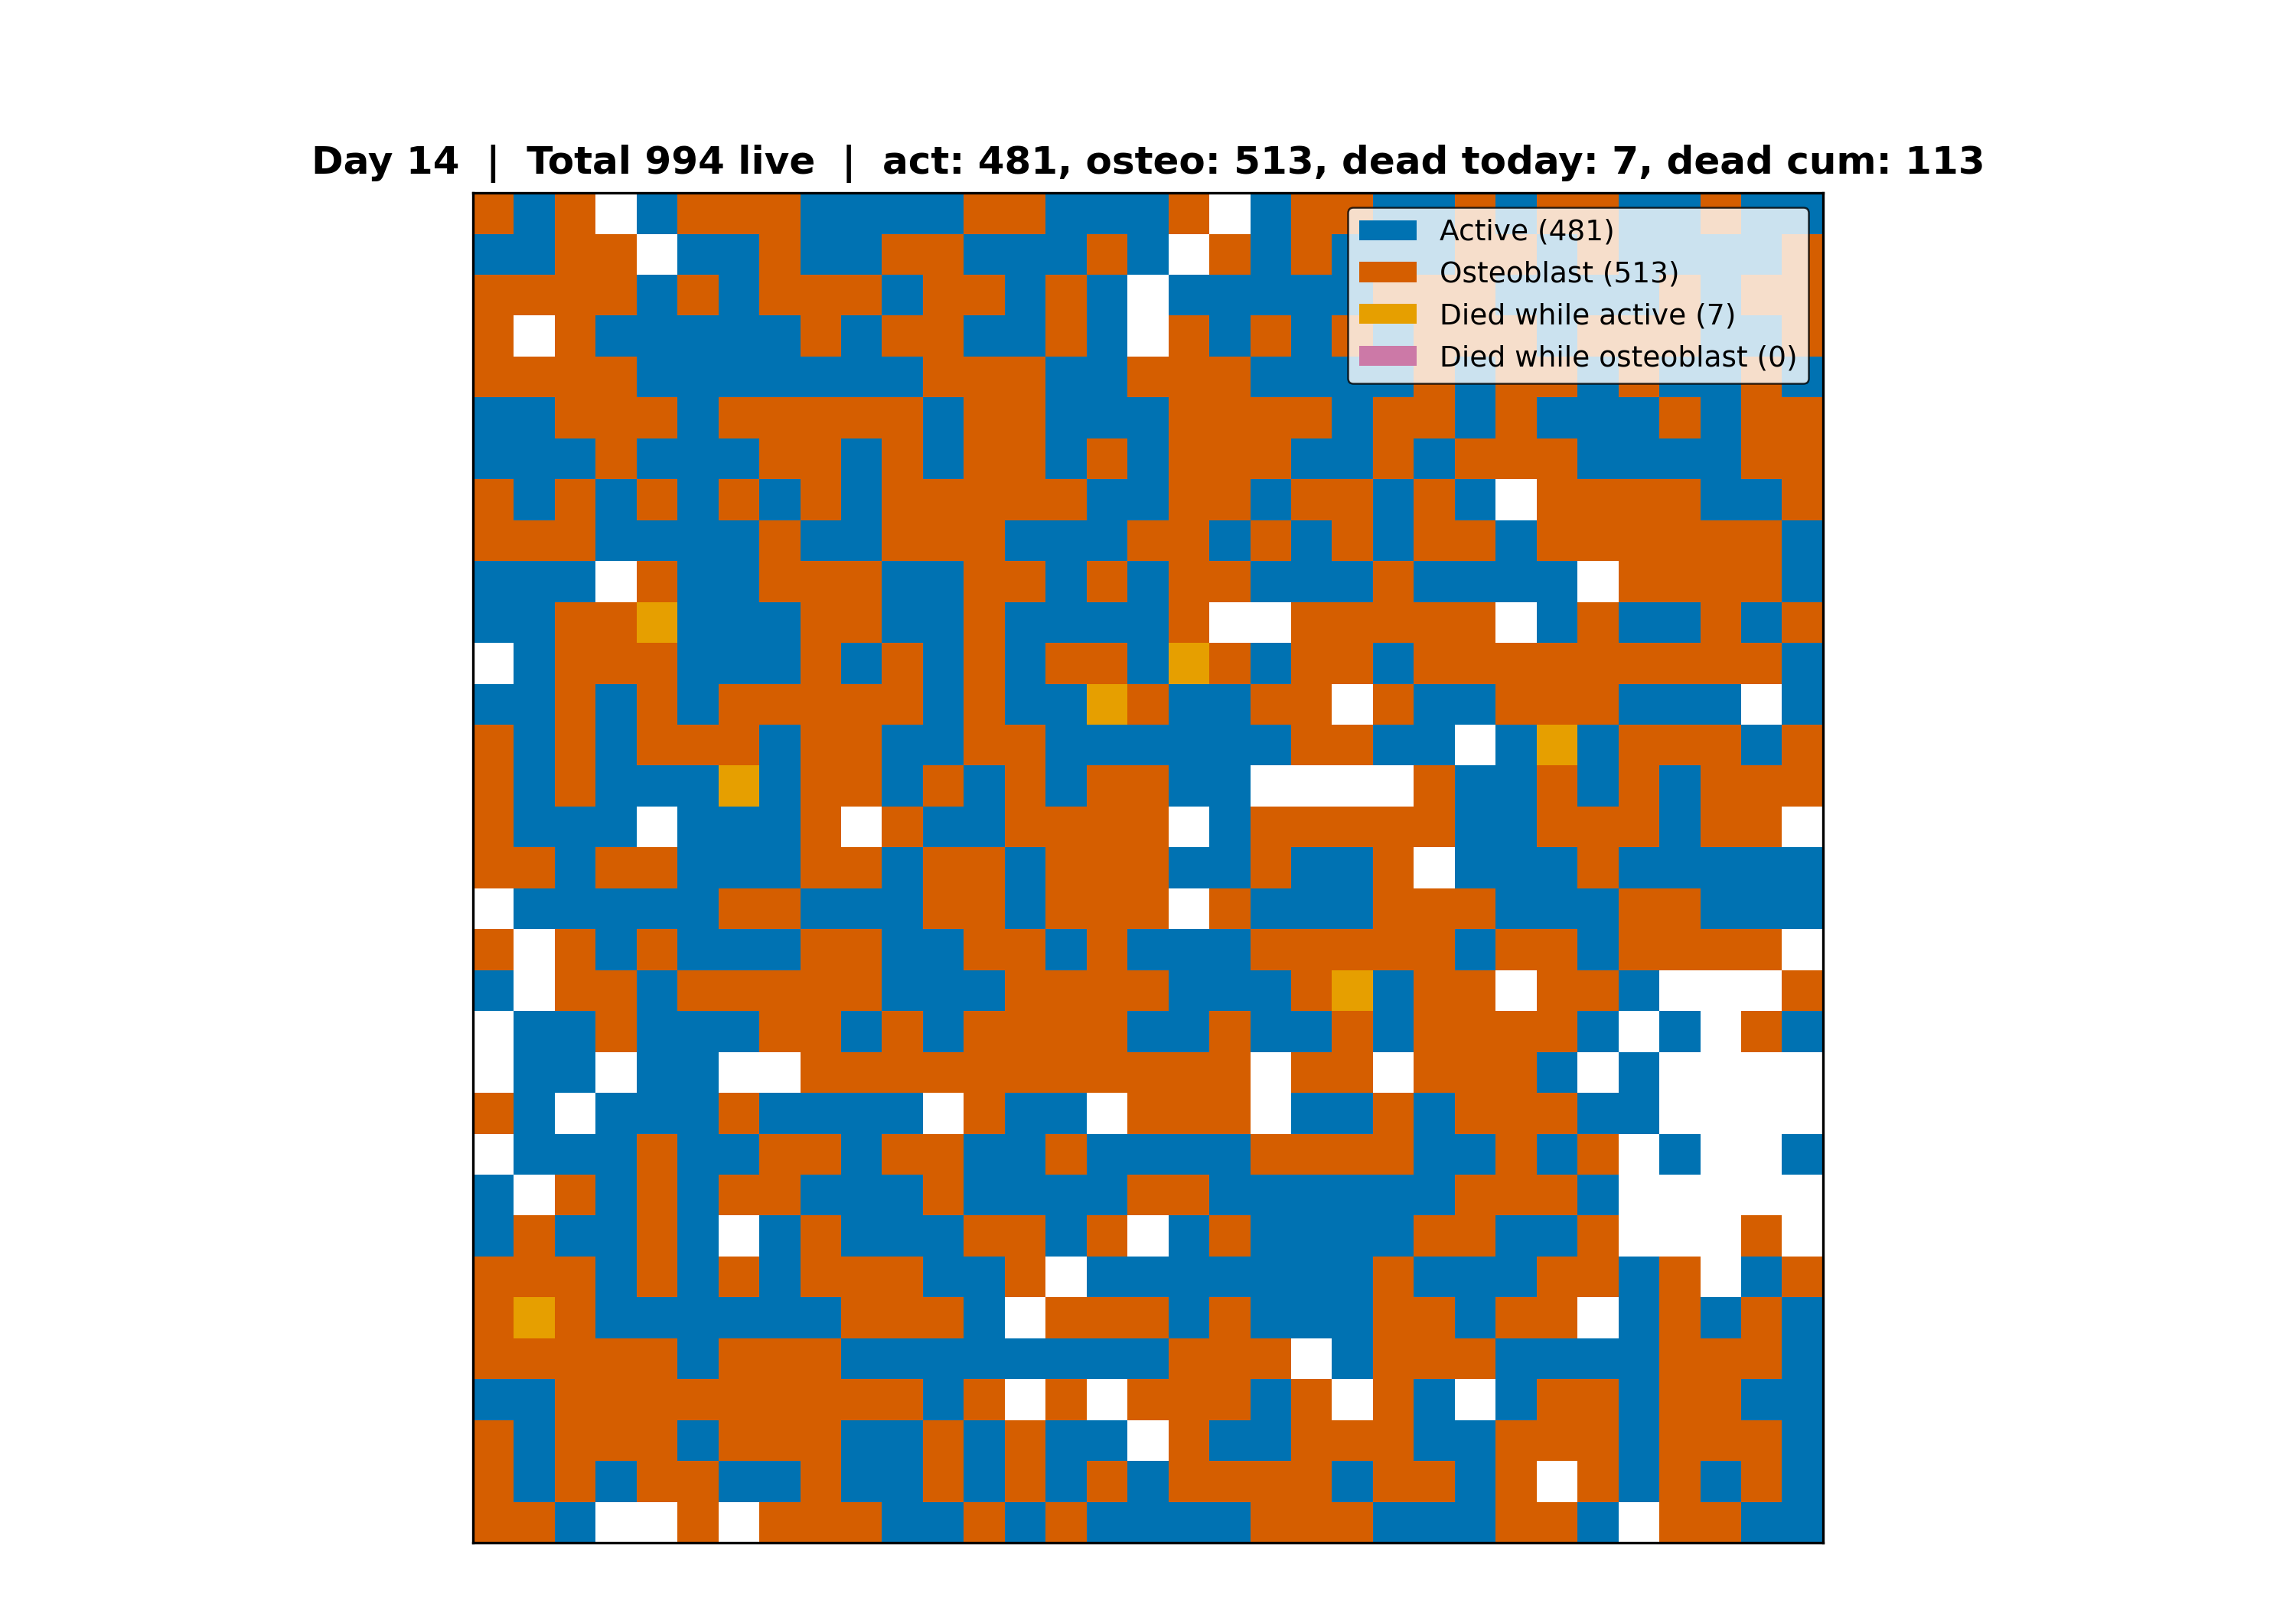 Day 14 | Total 994 live | act: 481, osteo: 513, dead today: 7, dead cum: 113
Active (481)
Osteoblast (513)
Died while active (7)
Died while osteoblast (0)